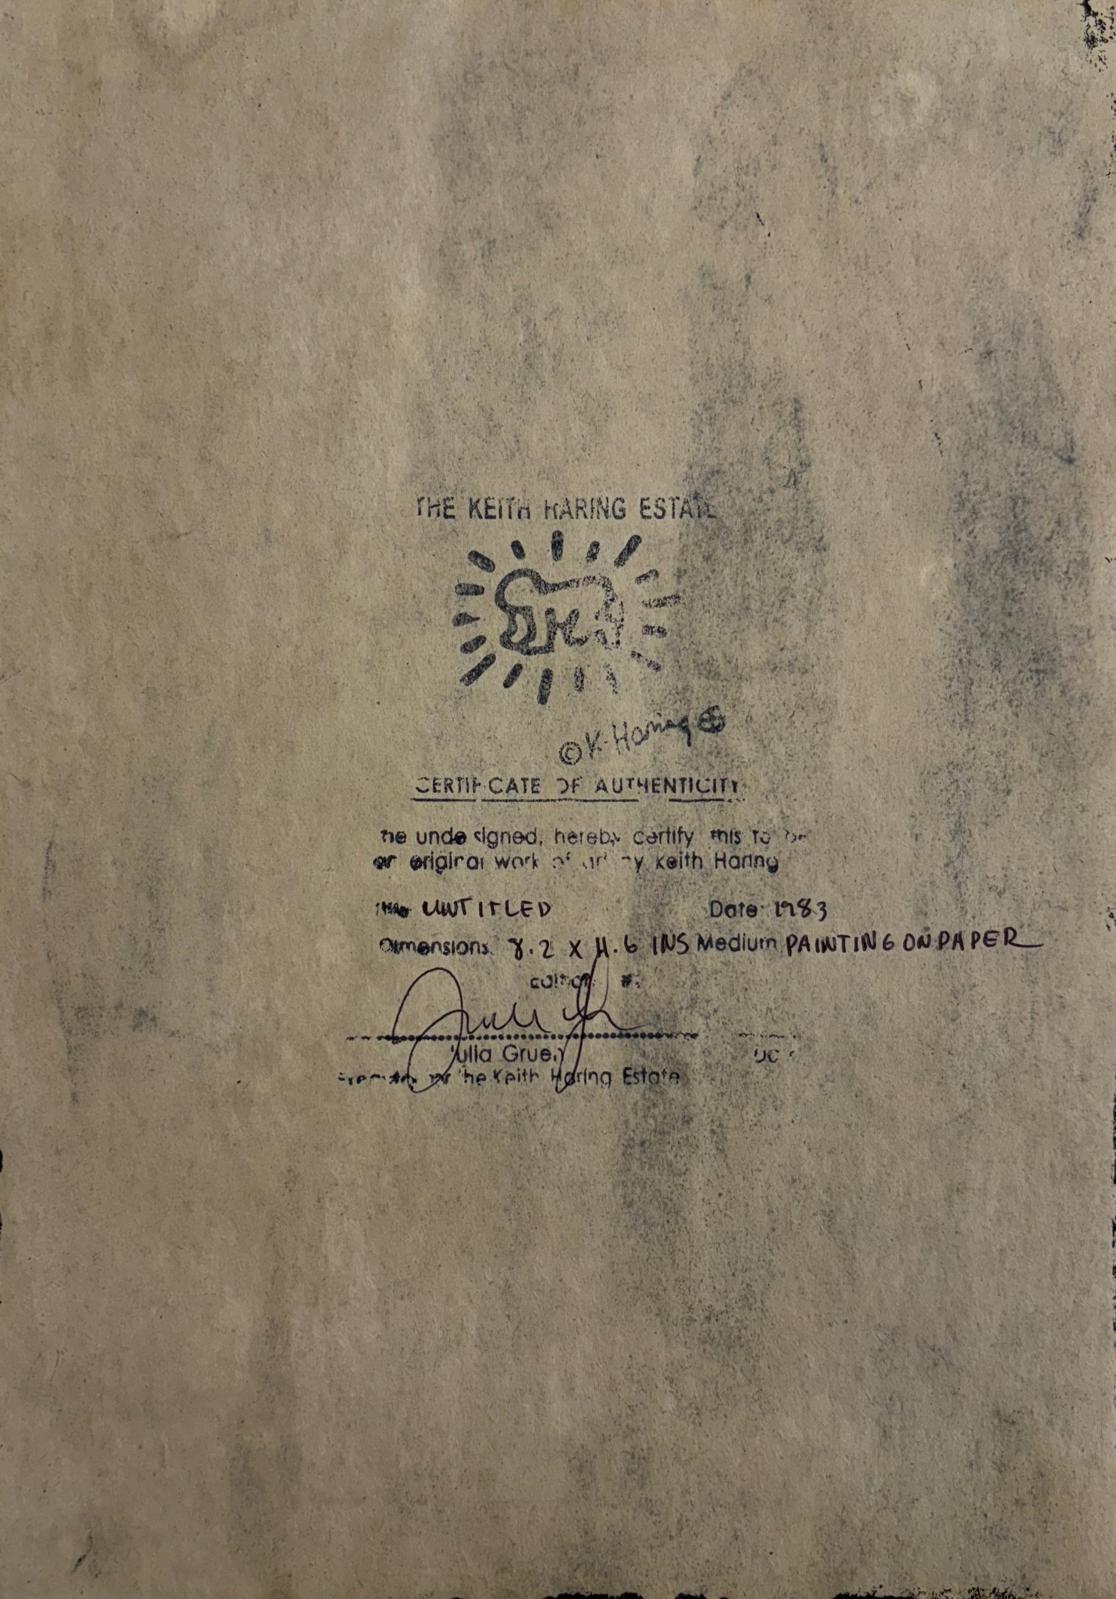 THE KEITH HARING ESTATE
© K. Haring ⊕
CERTIFICATE OF AUTHENTICITY
undersigned, hereby certify this to be
an original work of art by Keith Haring
Title UNTITLED Date: 1983
Dimensions 8.2 X 11.6 INS Medium PAINTING ON PAPER
Edition #:
Julia Gruen
the Keith Haring Estate